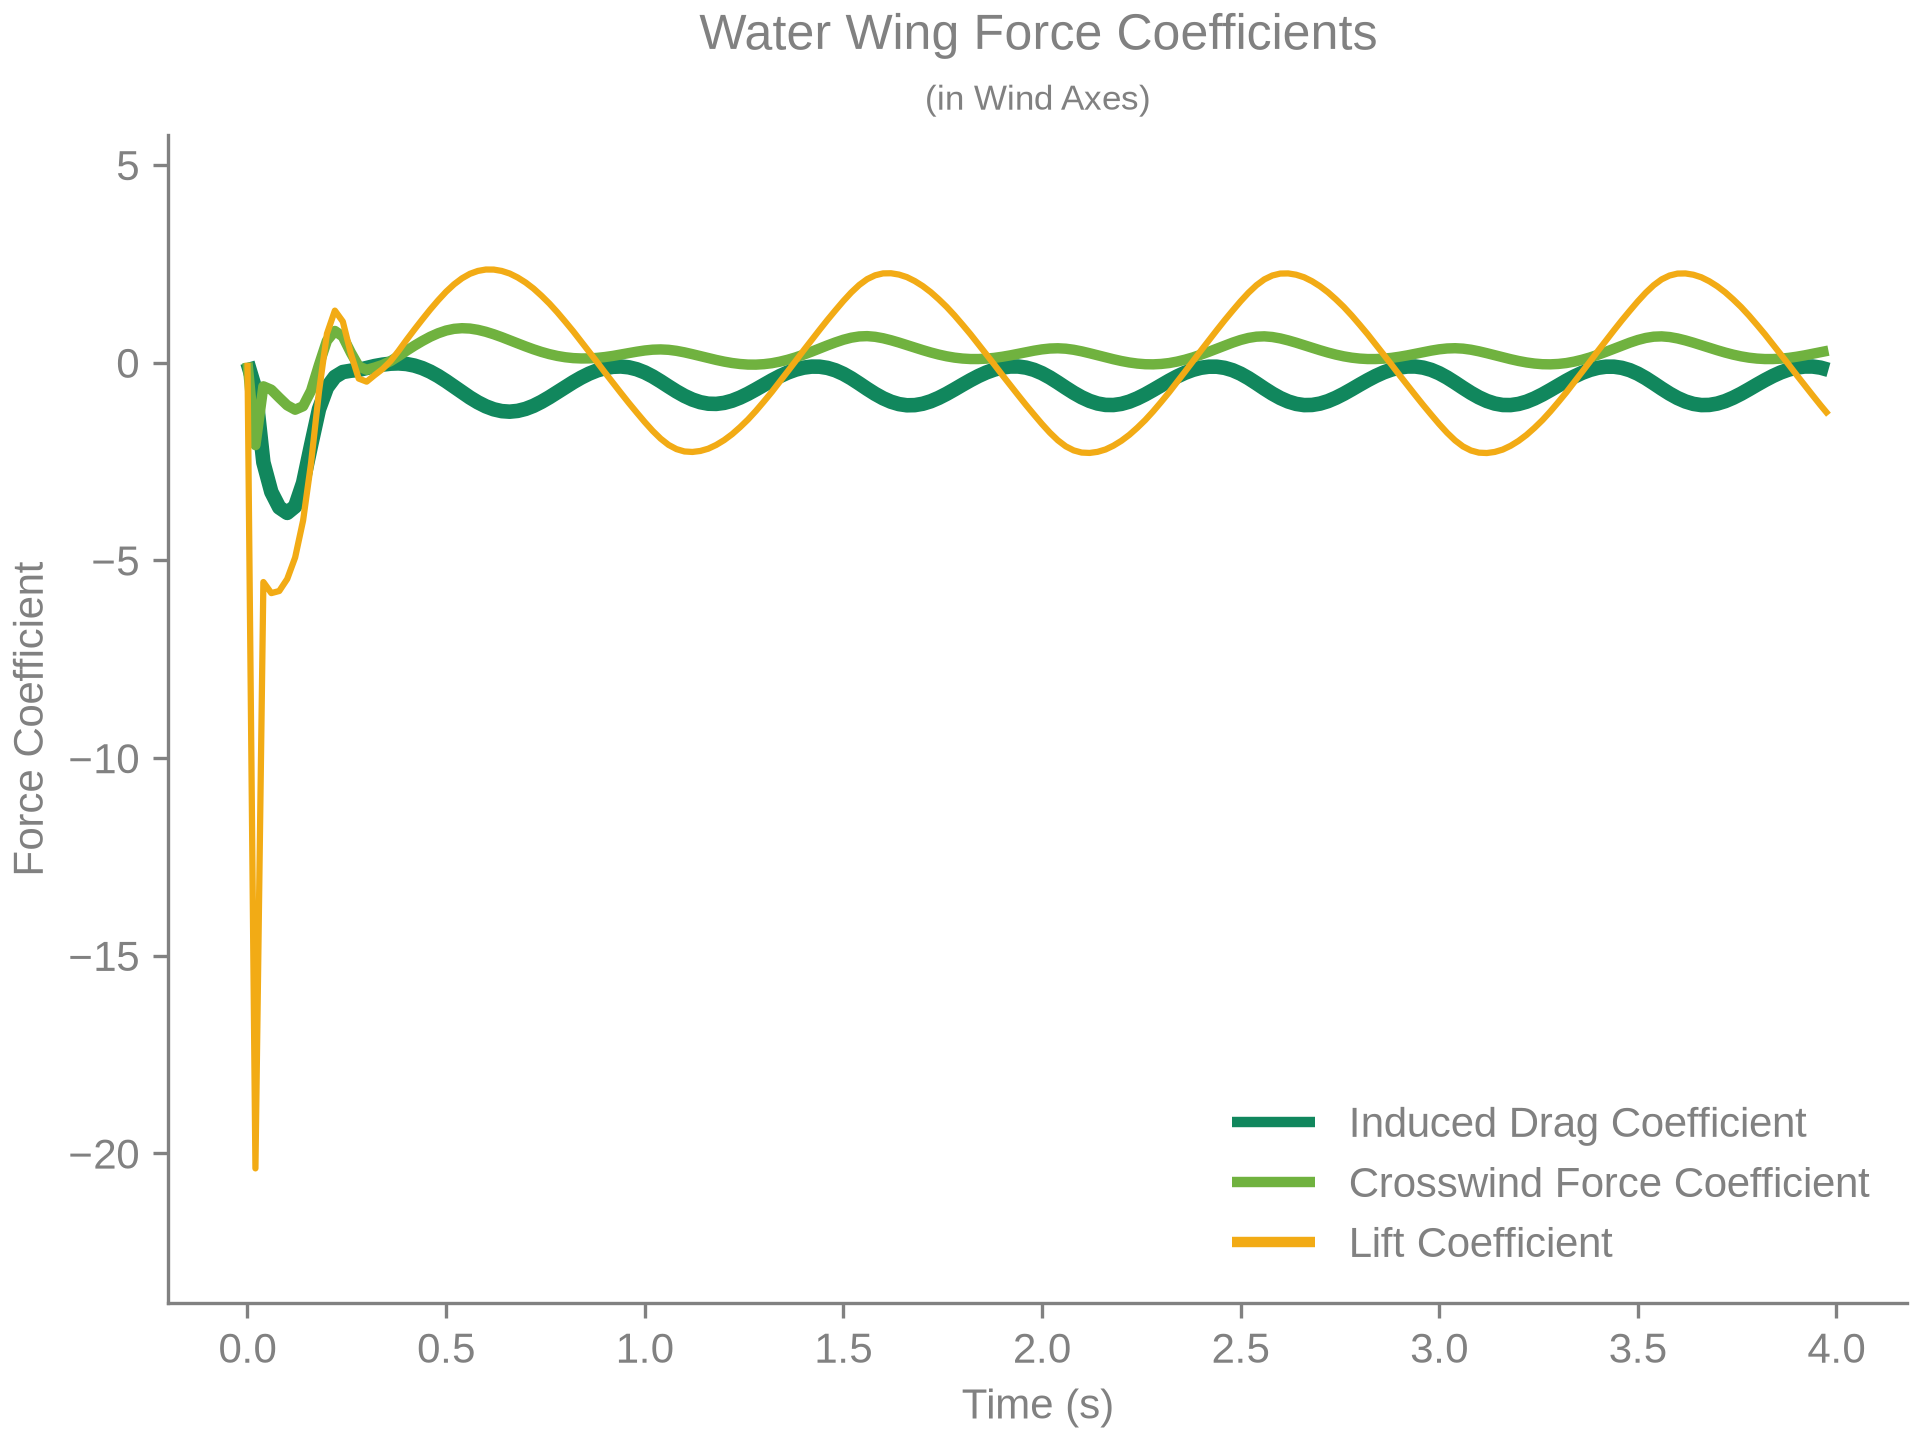 Water Wing Force Coefficients
(in Wind Axes)
5
0
−5
−10
−15
−20
Force Coefficient
Induced Drag Coefficient
Crosswind Force Coefficient
Lift Coefficient
0.0 0.5 1.0 1.5 2.0 2.5 3.0 3.5 4.0
Time (s)